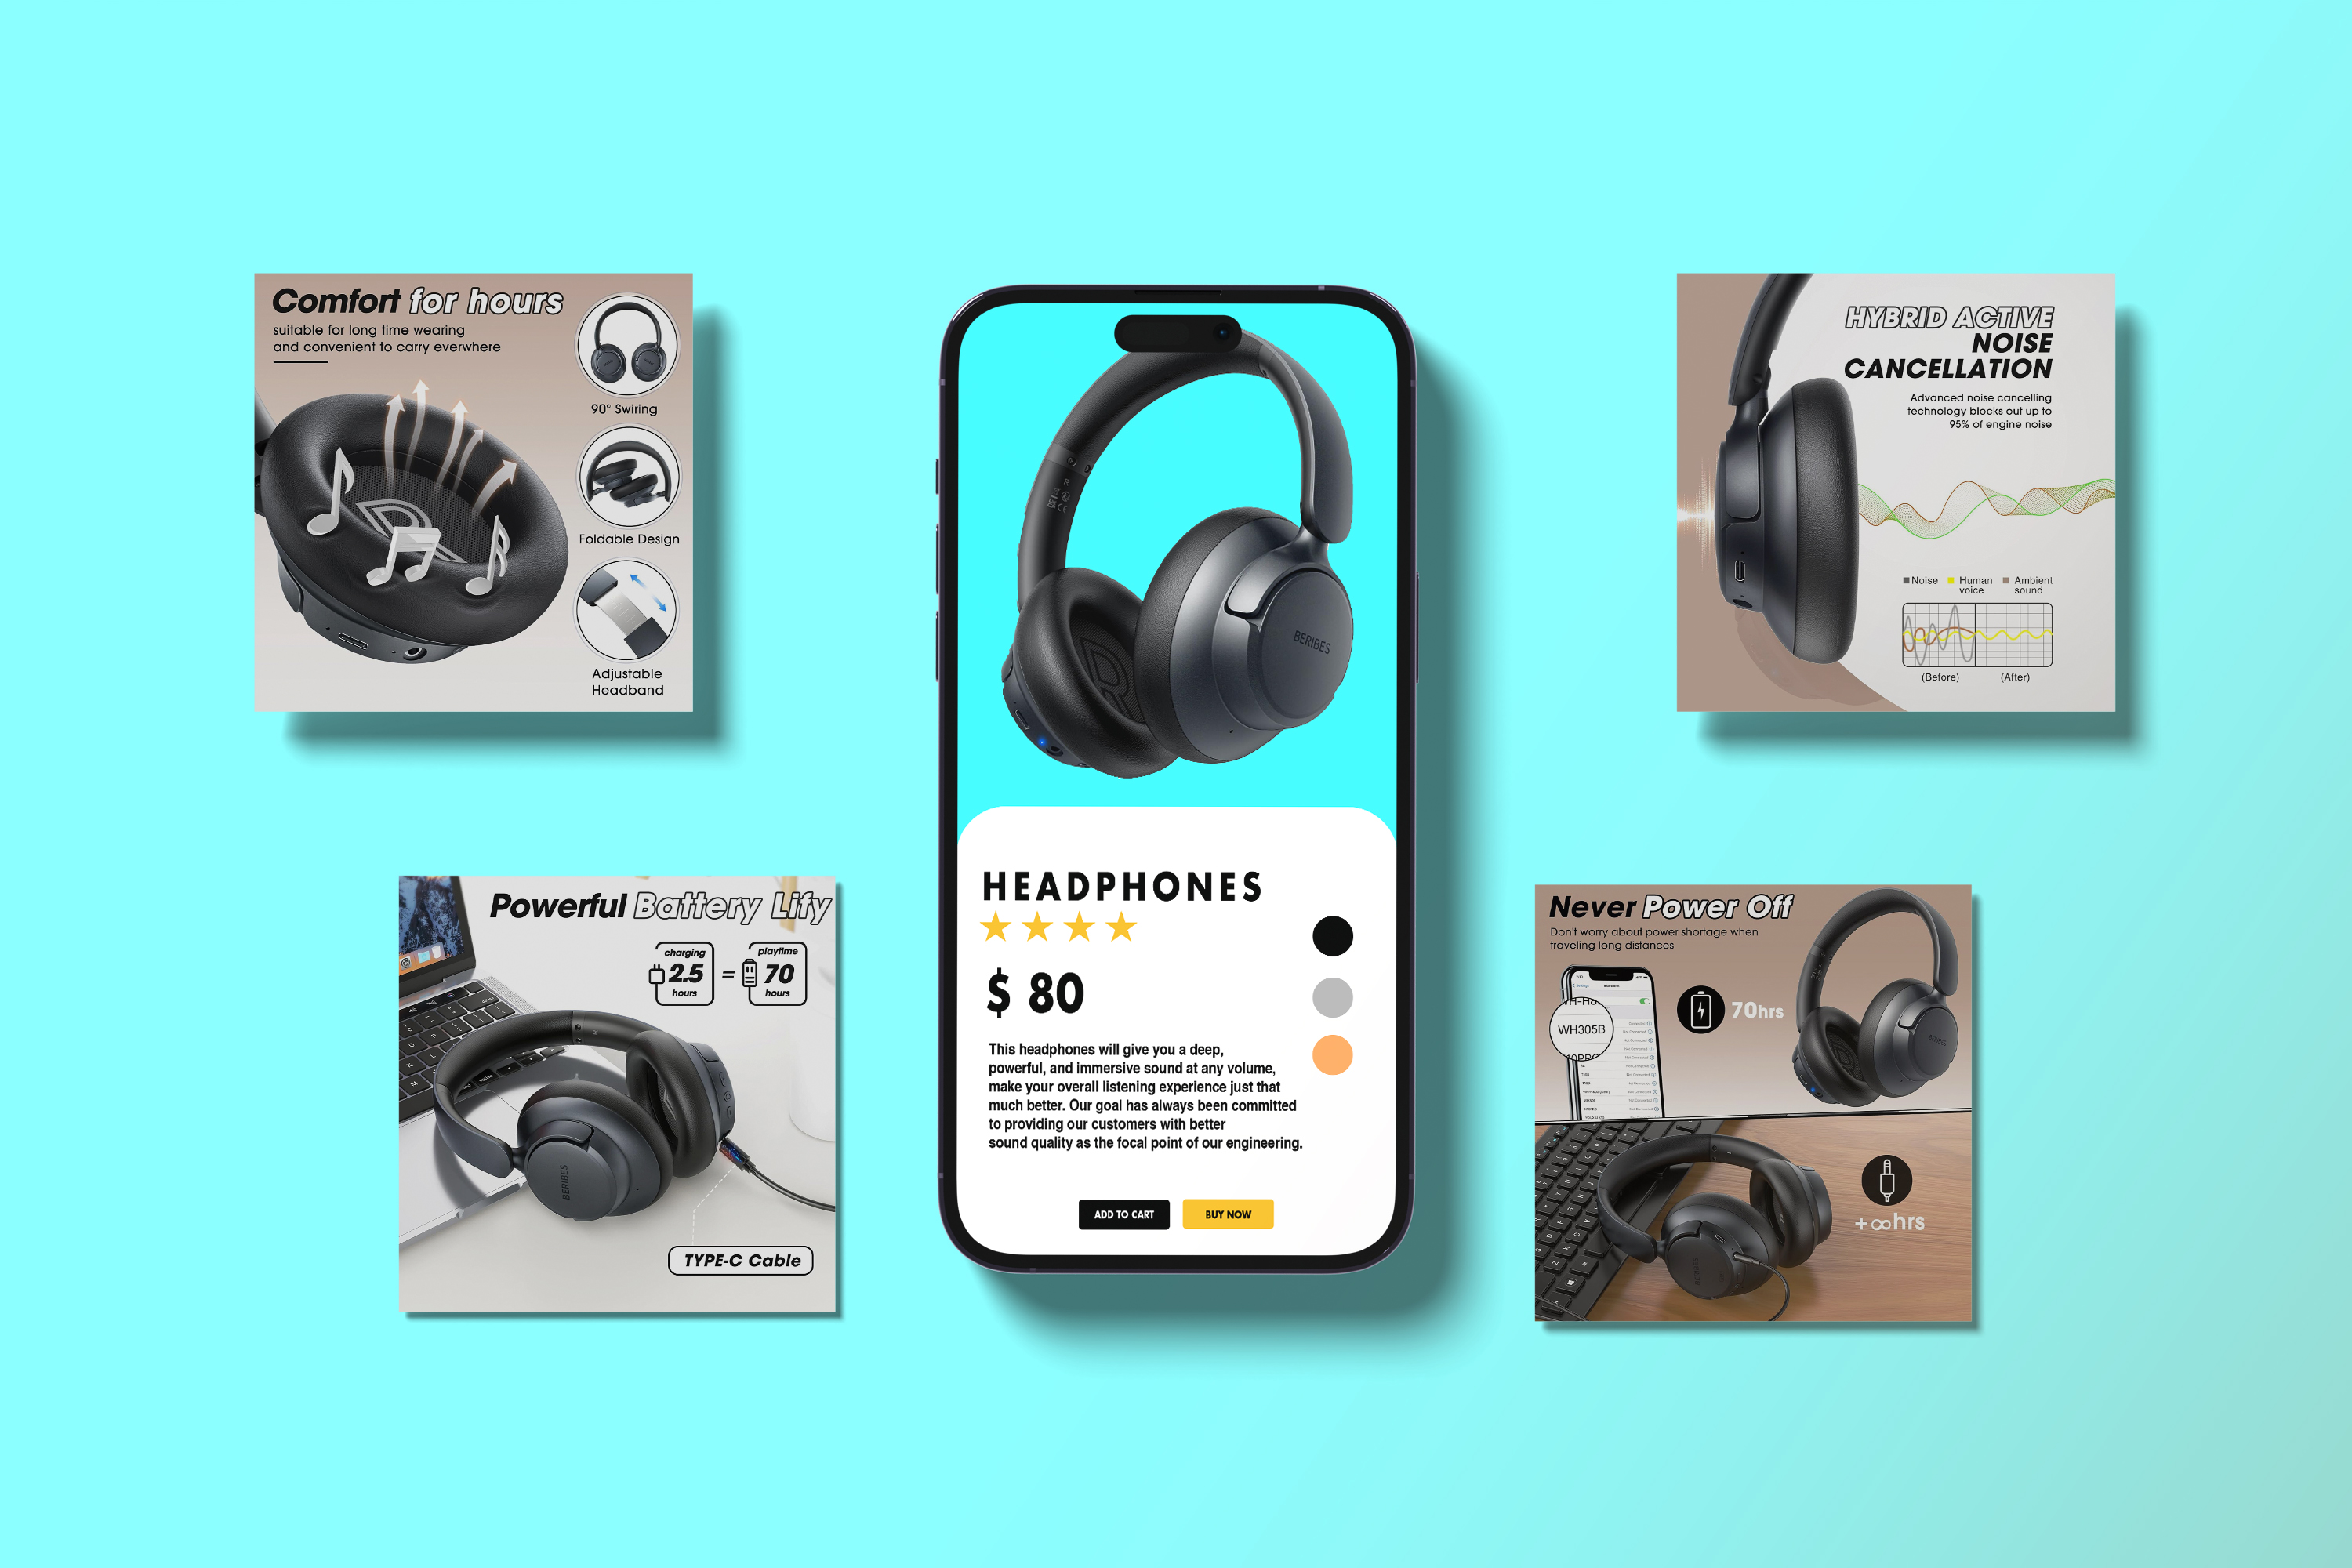 Comfort for hours
suitable for long time wearing
and convenient to carry everwhere
90° Swiring
Foldable Design
Adjustable
Headband
HYBRID ACTIVE
NOISE
CANCELLATION
Advanced noise cancelling
technology blocks out up to
95% of engine noise
Noise Human voice Ambient sound
(Before) (After)
R
BERIBES
HEADPHONES
$ 80
This headphones will give you a deep,
powerful, and immersive sound at any volume,
make your overall listening experience just that
much better. Our goal has always been committed
to providing our customers with better
sound quality as the focal point of our engineering.
ADD TO CART BUY NOW
Powerful Battery Lify
charging playtime
2.5 = 70
hours hours
BERIBES
TYPE-C Cable
Never Power Off
Don't worry about power shortage when
traveling long distances
Settings Bluetooth
WH305B
70hrs
BERIBES
+∞hrs